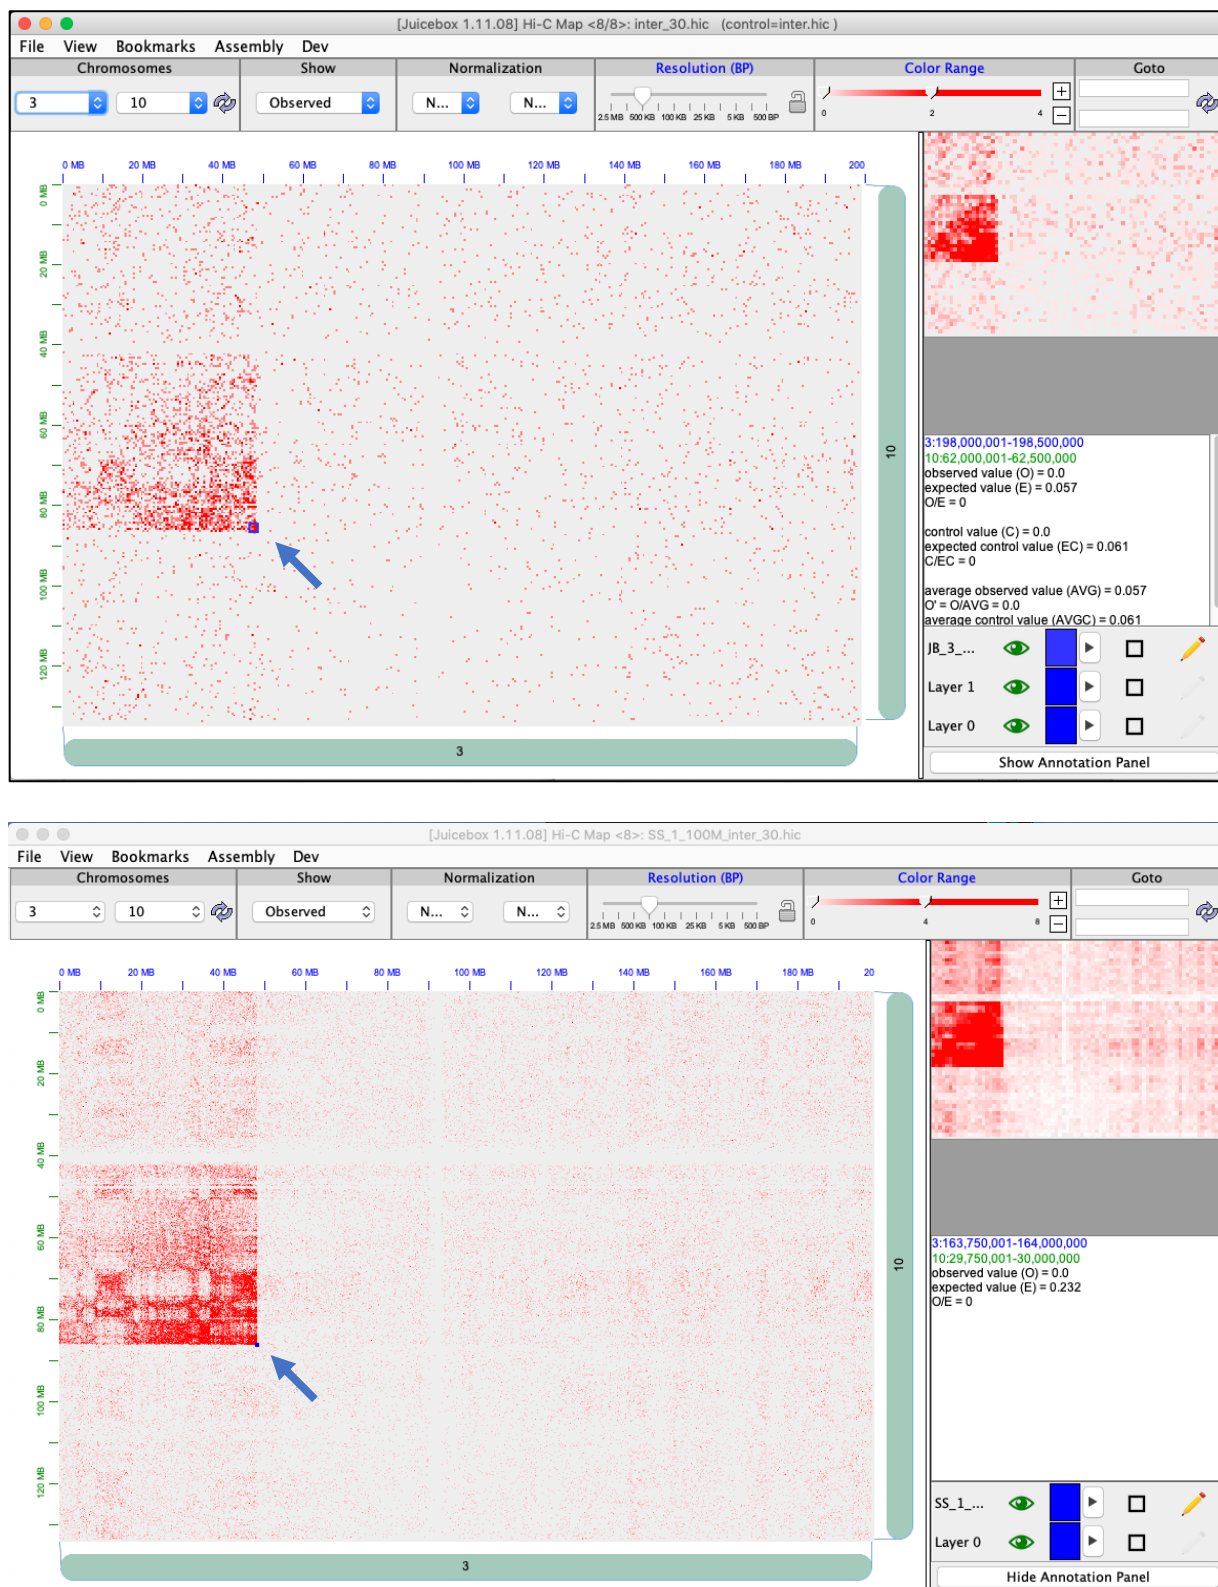 [Juicebox 1.11.08] Hi-C Map <8/8>: inter_30.hic (control=inter.hic )
File View Bookmarks Assembly Dev
Chromosomes Show Normalization Resolution (BP) Color Range Goto
3 10 Observed N... N...
2.5 MB 500 KB 100 KB 25 KB 5 KB 500 BP
0 2 4
0 MB 20 MB 40 MB 60 MB 80 MB 100 MB 120 MB 140 MB 160 MB 180 MB 200
0 MB
20 MB
40 MB
60 MB
80 MB
100 MB
120 MB
10
3
3:198,000,001-198,500,000
10:62,000,001-62,500,000
observed value (O) = 0.0
expected value (E) = 0.057
O/E = 0
control value (C) = 0.0
expected control value (EC) = 0.061
C/EC = 0
average observed value (AVG) = 0.057
O' = O/AVG = 0.0
average control value (AVGC) = 0.061
JB_3_...
Layer 1
Layer 0
Show Annotation Panel
[Juicebox 1.11.08] Hi-C Map <8>: SS_1_100M_inter_30.hic
File View Bookmarks Assembly Dev
Chromosomes Show Normalization Resolution (BP) Color Range Goto
3 10 Observed N... N...
2.5 MB 500 KB 100 KB 25 KB 5 KB 500 BP
0 4 8
0 MB 20 MB 40 MB 60 MB 80 MB 100 MB 120 MB 140 MB 160 MB 180 MB 20
0 MB
20 MB
40 MB
60 MB
80 MB
100 MB
120 MB
10
3
3:163,750,001-164,000,000
10:29,750,001-30,000,000
observed value (O) = 0.0
expected value (E) = 0.232
O/E = 0
SS_1_...
Layer 0
Hide Annotation Panel